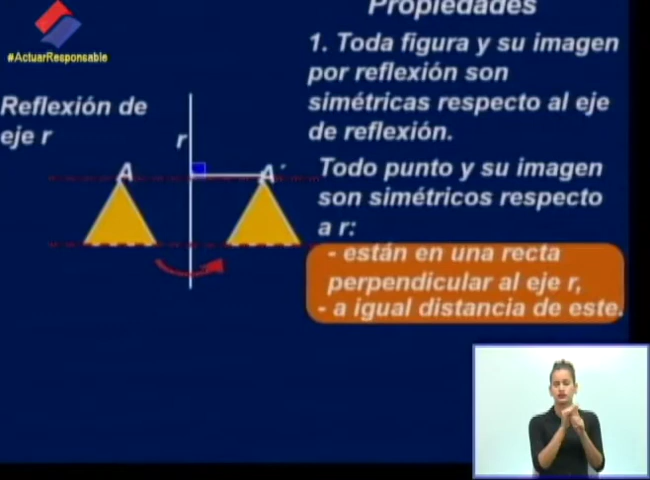 Propiedades
#ActuarResponsable
1. Toda figura y su imagen
por reflexión son
simétricas respecto al eje
de reflexión.
Reflexión de
eje r
r
A
A´
Todo punto y su imagen
son simétricos respecto
a r:
- están en una recta
perpendicular al eje r,
- a igual distancia de este.